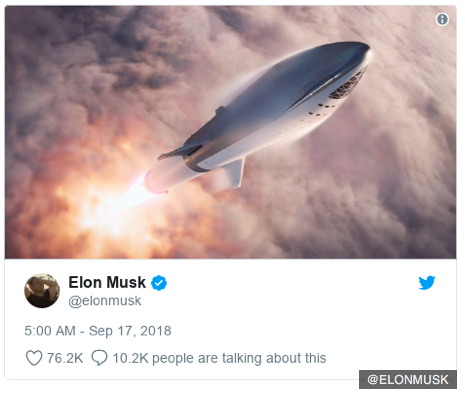 Elon Musk
@elonmusk
5:00 AM - Sep 17, 2018
76.2K 10.2K people are talking about this
@ELONMUSK